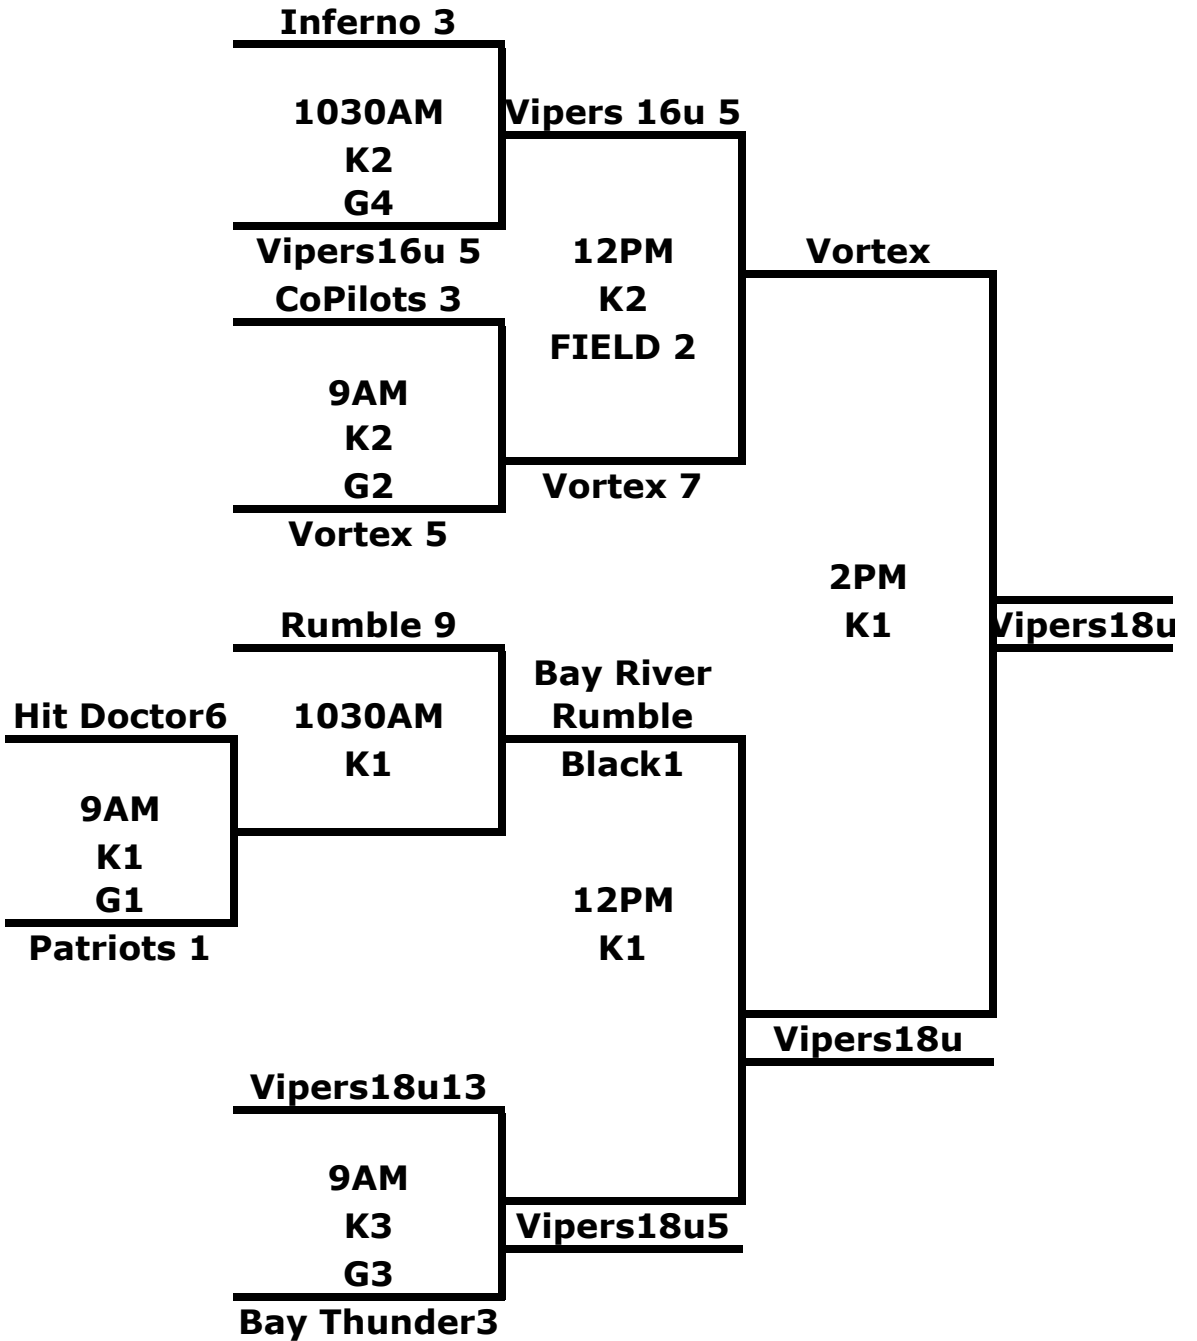 Inferno 3
1030AM
K2
G4
Vipers16u 5
Vipers 16u 5
CoPilots 3
9AM
K2
G2
Vortex 5
12PM
K2
FIELD 2
Vortex 7
Vortex
2PM
K1
Vipers18u
Rumble 9
Hit Doctor6
9AM
K1
G1
Patriots 1
1030AM
K1
Bay River
Rumble
Black1
12PM
K1
Vipers18u
Vipers18u13
9AM
K3
G3
Bay Thunder3
Vipers18u5